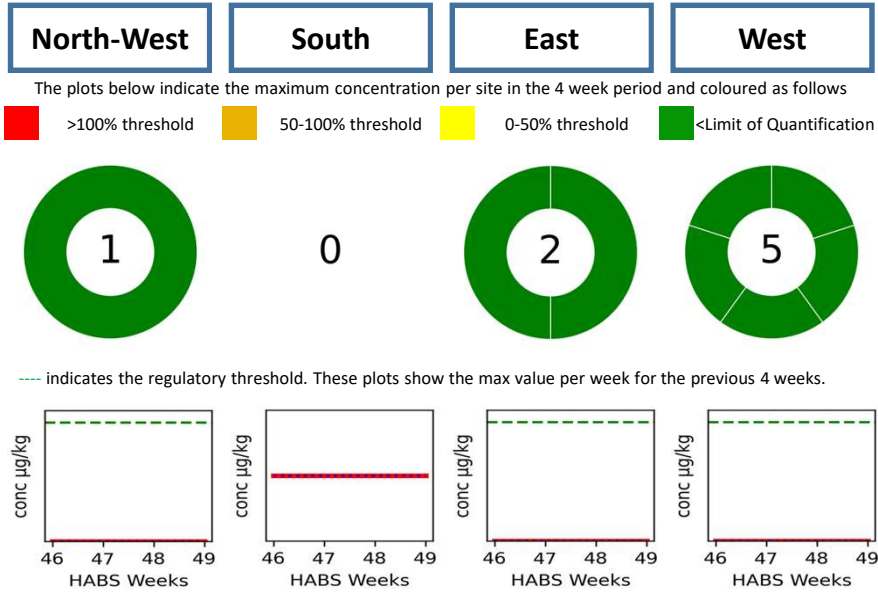 North-West South East West
The plots below indicate the maximum concentration per site in the 4 week period and coloured as follows
>100% threshold 50-100% threshold 0-50% threshold <Limit of Quantification
1 0 2 5
---- indicates the regulatory threshold. These plots show the max value per week for the previous 4 weeks.
conc µg/kg conc µg/kg conc µg/kg conc µg/kg
46 47 48 49 46 47 48 49 46 47 48 49 46 47 48 49
HABS Weeks HABS Weeks HABS Weeks HABS Weeks